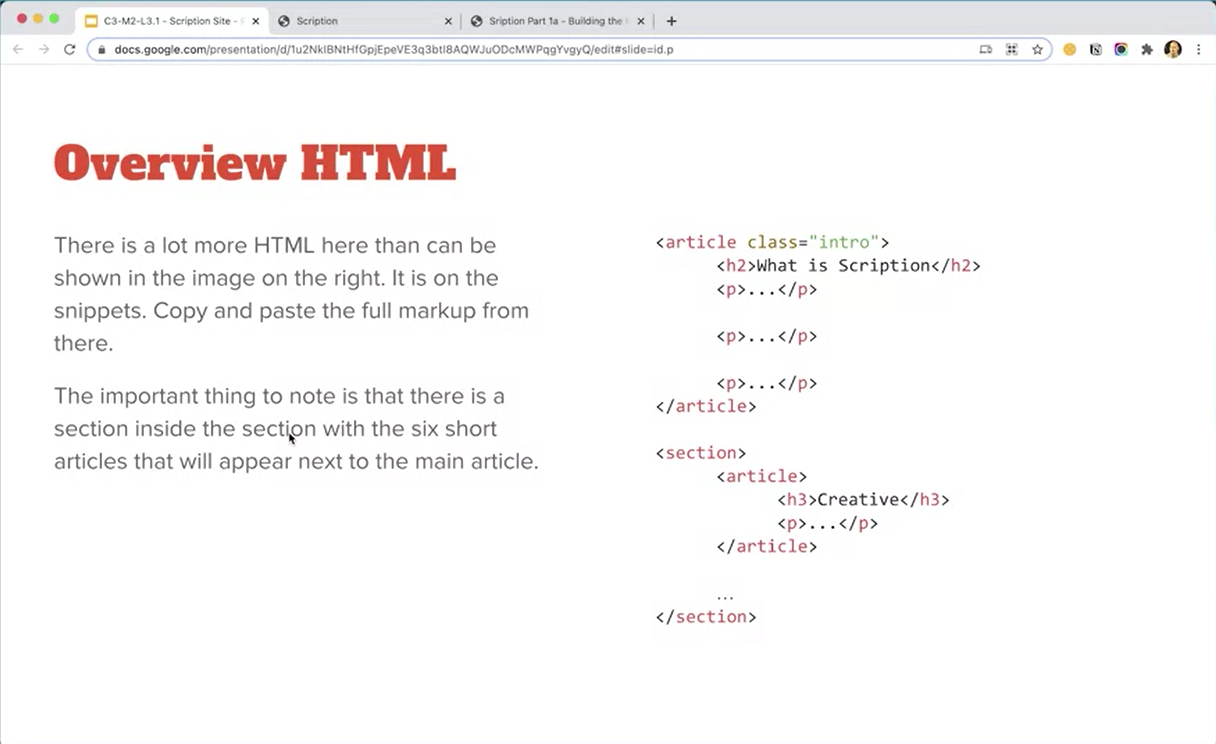 C3-M2-L3.1 - Scription Site -
Scription
Sription Part 1a - Building the
docs.google.com/presentation/d/1u2NkIBNtHfGpjEpeVE3q3btI8AQWJuODcMWPqgYvgyQ/edit#slide=id.p
Overview HTML
There is a lot more HTML here than can be
shown in the image on the right. It is on the
snippets. Copy and paste the full markup from
there.
The important thing to note is that there is a
section inside the section with the six short
articles that will appear next to the main article.
<article class="intro">
<h2>What is Scription</h2>
<p>...</p>
<p>...</p>
<p>...</p>
</article>
<section>
<article>
<h3>Creative</h3>
<p>...</p>
</article>
...
</section>